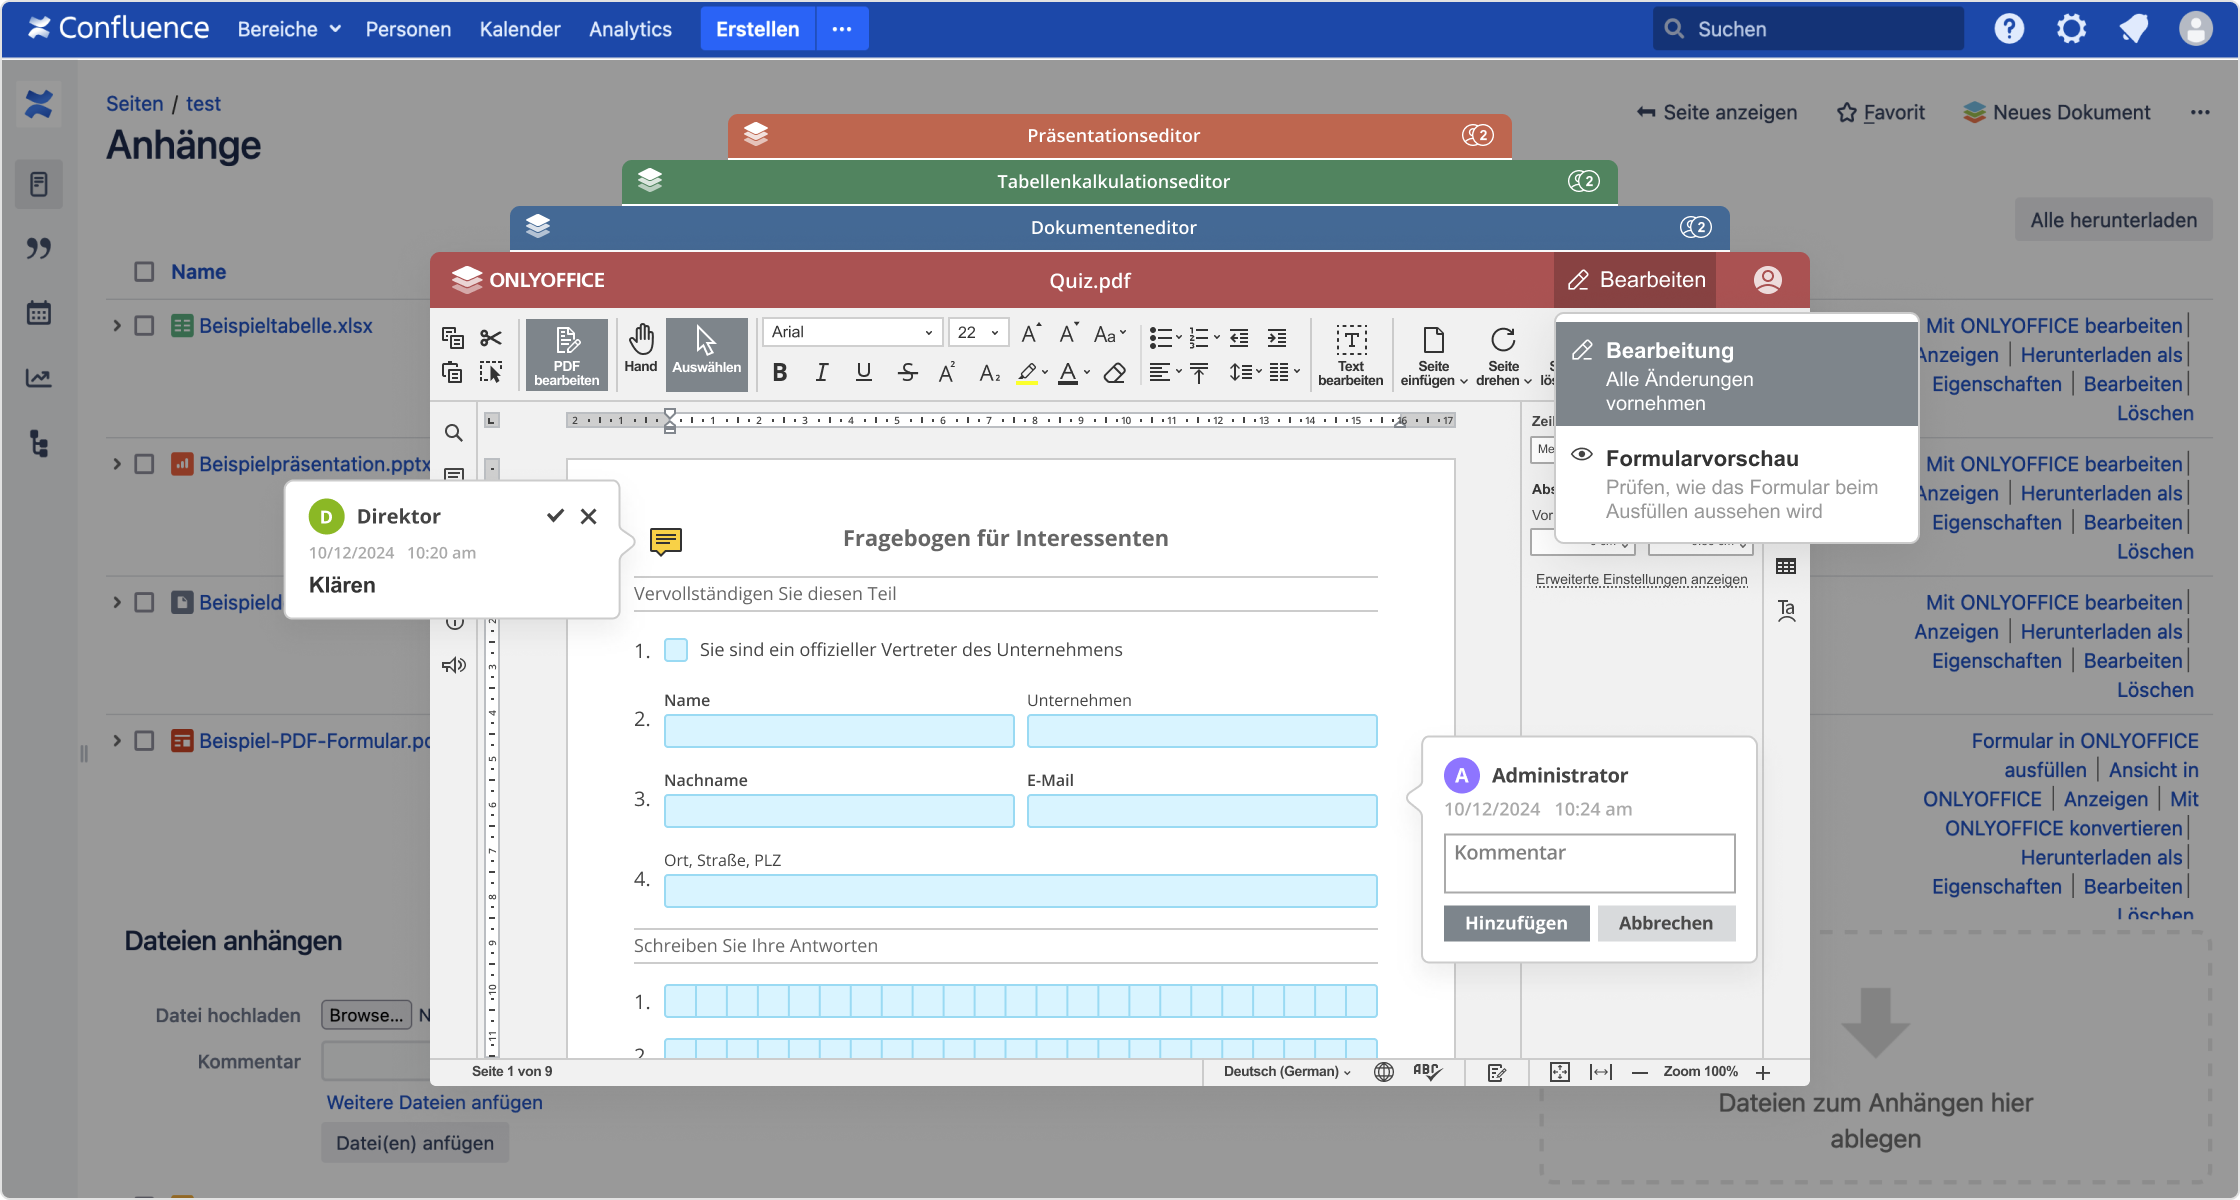 Confluence Bereiche Personen Kalender Analytics Erstellen Suchen
Seiten / test
Anhänge
Seite anzeigen Favorit Neues Dokument
Alle herunterladen
Präsentationseditor 2
Tabellenkalkulationseditor 2
Dokumenteneditor 2
ONLYOFFICE Quiz.pdf Bearbeiten
PDF bearbeiten
Hand
Auswählen
Arial 22
Text bearbeiten
Seite einfügen
Seite drehen
Bearbeitung
Alle Änderungen
vornehmen
Formularvorschau
Prüfen, wie das Formular beim
Ausfüllen aussehen wird
Erweiterte Einstellungen anzeigen
Name
Beispieltabelle.xlsx
Mit ONLYOFFICE bearbeiten
Anzeigen Herunterladen als
Eigenschaften Bearbeiten
Löschen
Beispielpräsentation.pptx
Mit ONLYOFFICE bearbeiten
Anzeigen Herunterladen als
Eigenschaften Bearbeiten
Löschen
Beispield
Mit ONLYOFFICE bearbeiten
Anzeigen Herunterladen als
Eigenschaften Bearbeiten
Löschen
Beispiel-PDF-Formular.pd
Formular in ONLYOFFICE
ausfüllen Ansicht in
ONLYOFFICE Anzeigen Mit
ONLYOFFICE konvertieren
Herunterladen als
Eigenschaften Bearbeiten
Löschen
D Direktor
10/12/2024 10:20 am
Klären
Fragebogen für Interessenten
Vervollständigen Sie diesen Teil
1. Sie sind ein offizieller Vertreter des Unternehmens
Name Unternehmen
2.
Nachname E-Mail
3.
Ort, Straße, PLZ
4.
Schreiben Sie Ihre Antworten
1.
2
A Administrator
10/12/2024 10:24 am
Kommentar
Hinzufügen Abbrechen
Seite 1 von 9 Deutsch (German) Zoom 100%
Dateien anhängen
Datei hochladen Browse... N
Kommentar
Weitere Dateien anfügen
Datei(en) anfügen
Dateien zum Anhängen hier
ablegen